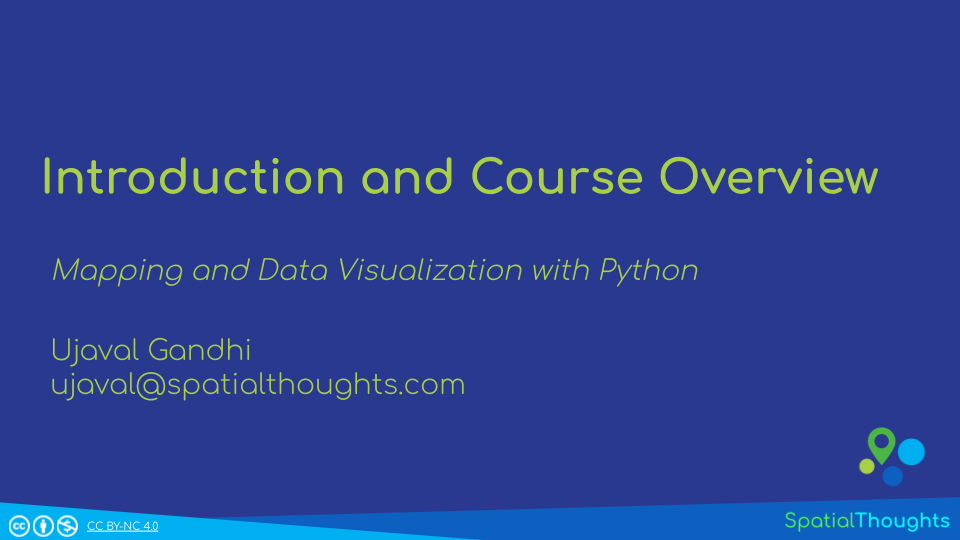 Introduction and Course Overview
Mapping and Data Visualization with Python
Ujaval Gandhi
ujaval@spatialthoughts.com
CC BY-NC 4.0
SpatialThoughts